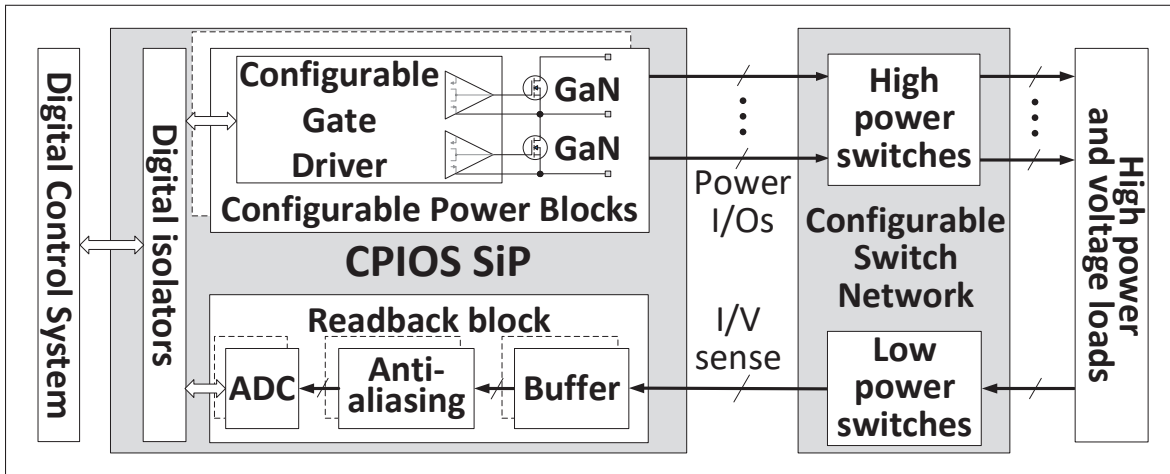 Digital Control System
Digital isolators
Configurable
Gate
Driver
GaN
GaN
Configurable Power Blocks
CPIOS SiP
Readback block
ADC
Anti-
aliasing
Buffer
Power
I/Os
I/V
sense
High
power
switches
Configurable
Switch
Network
Low
power
switches
High power
and voltage loads